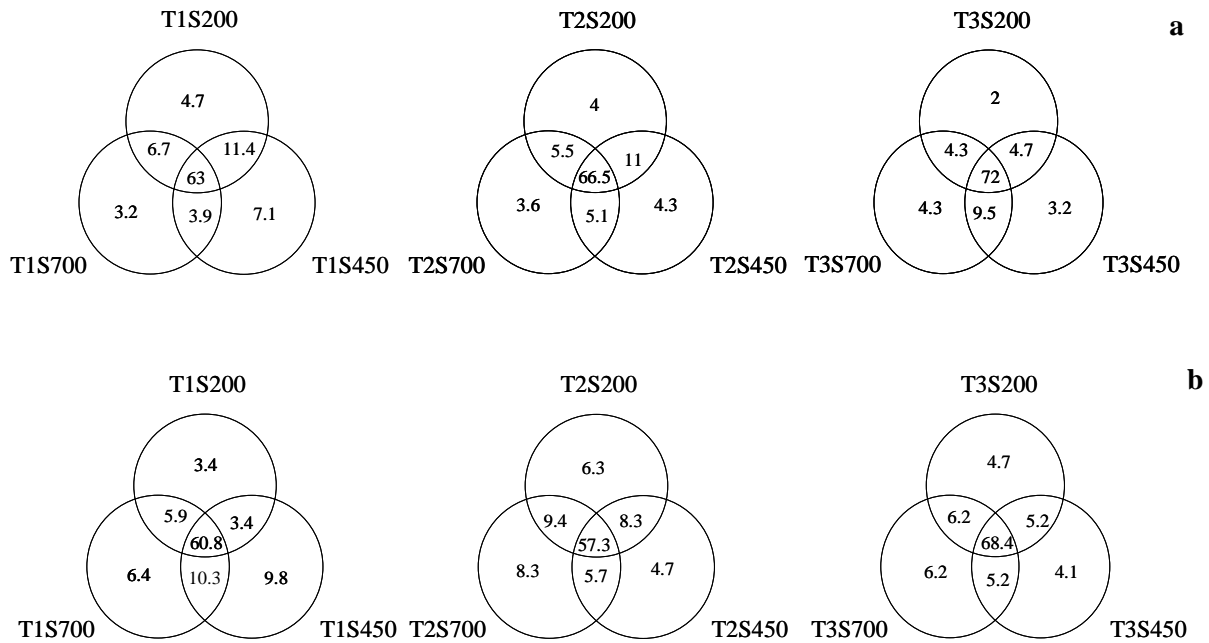 T1S200 T2S200 T3S200 a
4.7 4 2
6.7 11.4 5.5 11 4.3 4.7
63 66.5 72
3.2 3.9 7.1 3.6 5.1 4.3 4.3 9.5 3.2
T1S700 T1S450 T2S700 T2S450 T3S700 T3S450
T1S200 T2S200 T3S200 b
3.4 6.3 4.7
5.9 3.4 9.4 8.3 6.2 5.2
60.8 57.3 68.4
6.4 10.3 9.8 8.3 5.7 4.7 6.2 5.2 4.1
T1S700 T1S450 T2S700 T2S450 T3S700 T3S450